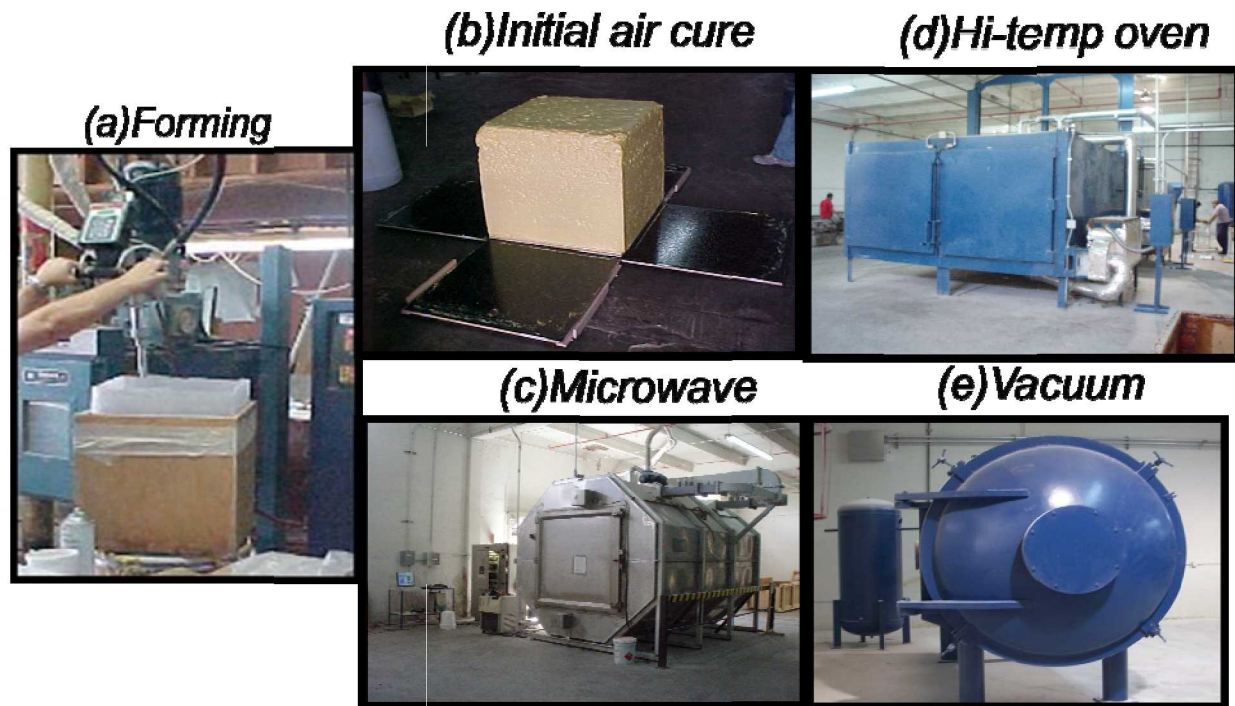 (a)Forming
(b)Initial air cure
(d)Hi-temp oven
(c)Microwave
(e)Vacuum